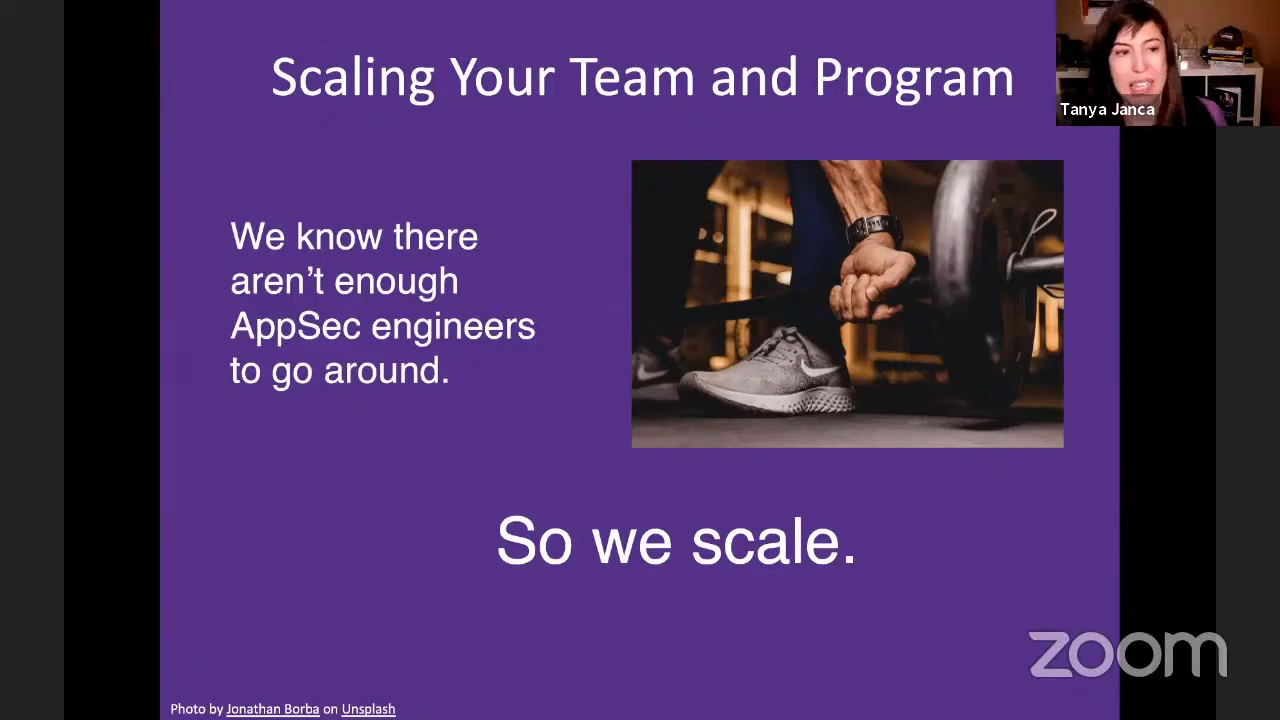 Scaling Your Team and Program
Tanya Janca
We know there
aren’t enough
AppSec engineers
to go around.
So we scale.
zoom
Photo by Jonathan Borba on Unsplash